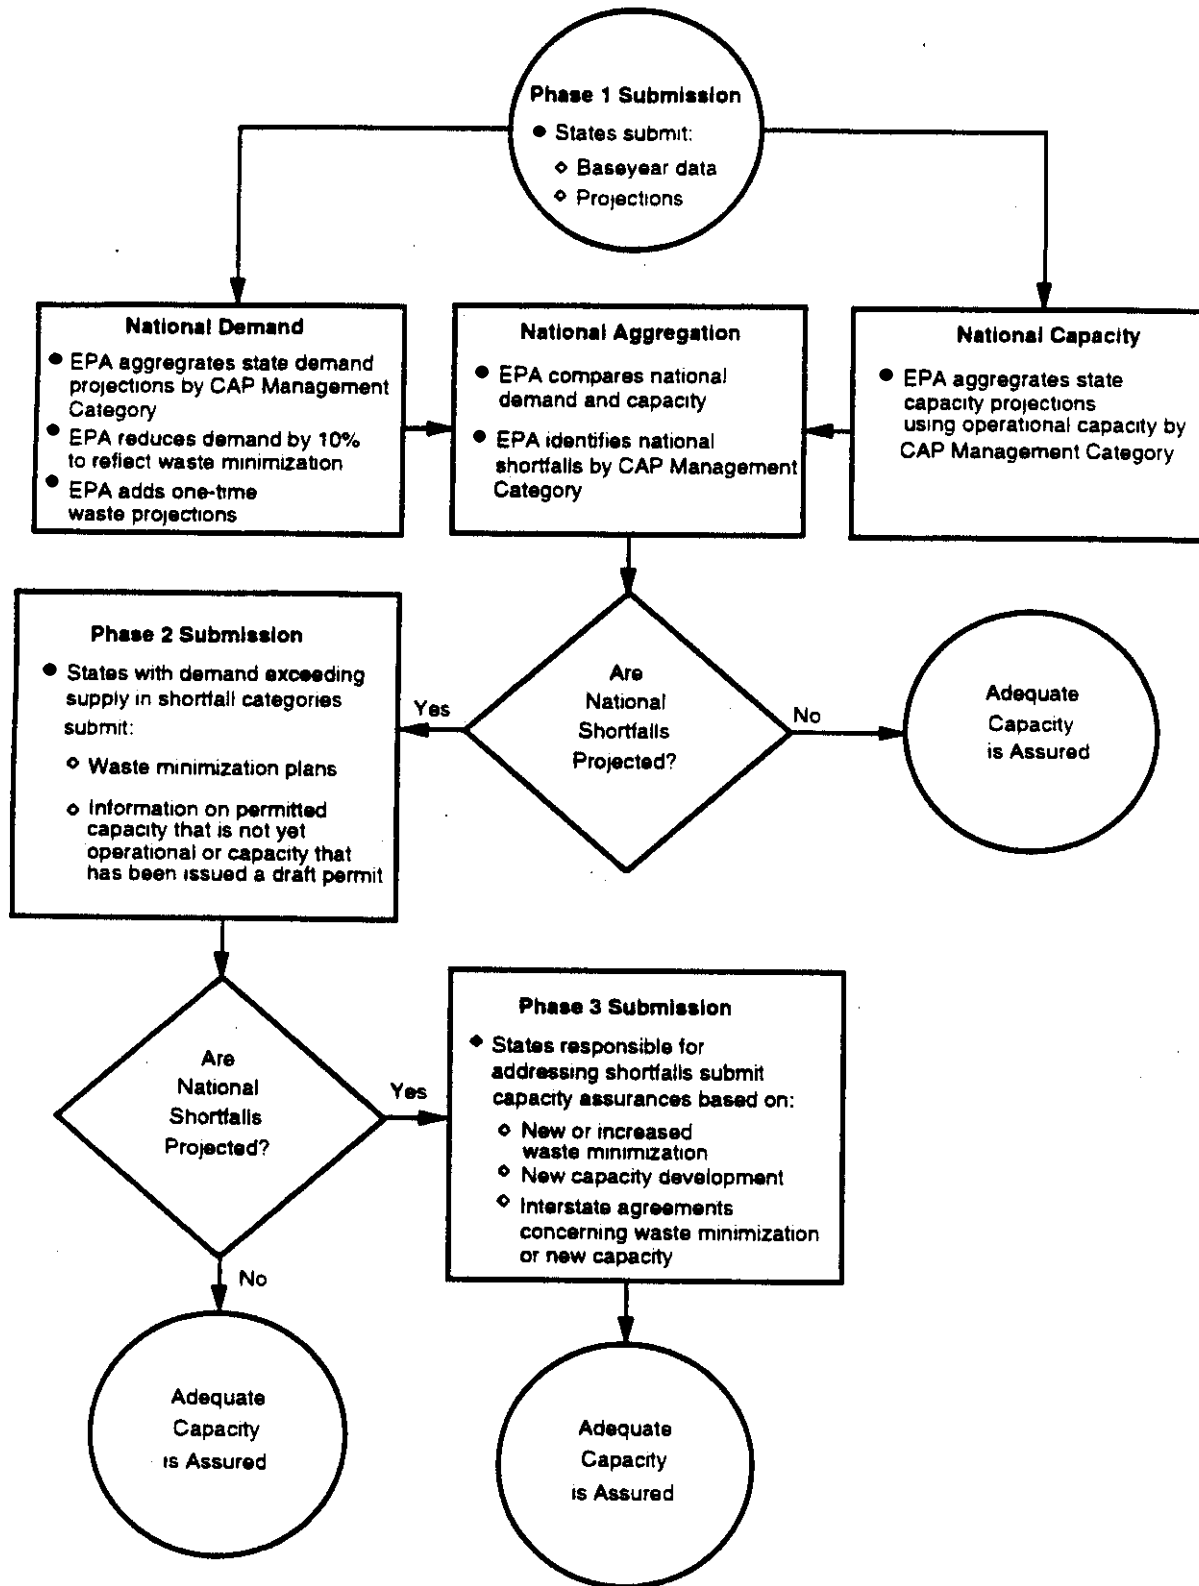 Phase 1 Submission
● States submit:
◇ Baseyear data
◇ Projections
National Demand
● EPA aggregrates state demand
projections by CAP Management
Category
● EPA reduces demand by 10%
to reflect waste minimization
● EPA adds one-time
waste projections
National Aggregation
● EPA compares national
demand and capacity
● EPA identifies national
shortfalls by CAP Management
Category
National Capacity
● EPA aggregrates state
capacity projections
using operational capacity by
CAP Management Category
Phase 2 Submission
● States with demand exceeding
supply in shortfall categories
submit:
◇ Waste minimization plans
◇ Information on permitted
capacity that is not yet
operational or capacity that
has been issued a draft permit
Yes
Are
National
Shortfalls
Projected?
No
Adequate
Capacity
is Assured
Are
National
Shortfalls
Projected?
Yes
No
Phase 3 Submission
● States responsible for
addressing shortfalls submit
capacity assurances based on:
◇ New or increased
waste minimization
◇ New capacity development
◇ Interstate agreements
concerning waste minimization
or new capacity
Adequate
Capacity
is Assured
Adequate
Capacity
is Assured